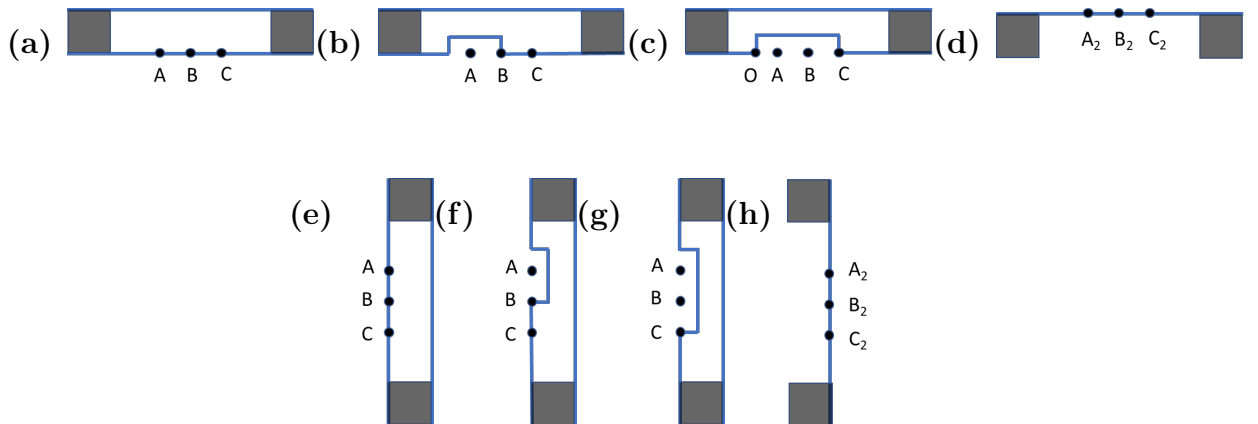 (a) (b) (c) (d)
A B C A B C O A B C A2 B2 C2
(e) (f) (g) (h)
A A A A2
B B B B2
C C C C2